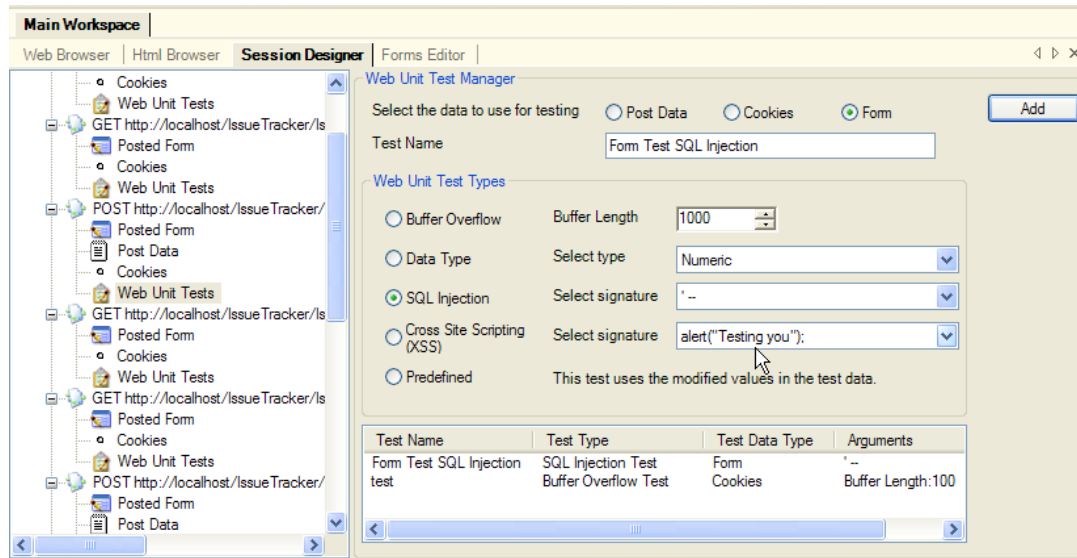 Main Workspace
Web Browser | Html Browser Session Designer Forms Editor
Cookies
Web Unit Tests
GET http://localhost/IssueTracker/Is
Posted Form
Cookies
Web Unit Tests
POST http://localhost/IssueTracker/
Posted Form
Post Data
Cookies
Web Unit Tests
GET http://localhost/IssueTracker/Is
Posted Form
Cookies
Web Unit Tests
GET http://localhost/IssueTracker/Is
Posted Form
Cookies
Web Unit Tests
POST http://localhost/IssueTracker/
Posted Form
Post Data
Web Unit Test Manager
Select the data to use for testing Post Data Cookies Form Add
Test Name Form Test SQL Injection
Web Unit Test Types
Buffer Overflow Buffer Length 1000
Data Type Select type Numeric
SQL Injection Select signature ' --
Cross Site Scripting
(XSS) Select signature alert("Testing you");
Predefined This test uses the modified values in the test data.
Test Name Test Type Test Data Type Arguments
Form Test SQL Injection SQL Injection Test Form ' --
test Buffer Overflow Test Cookies Buffer Length:100